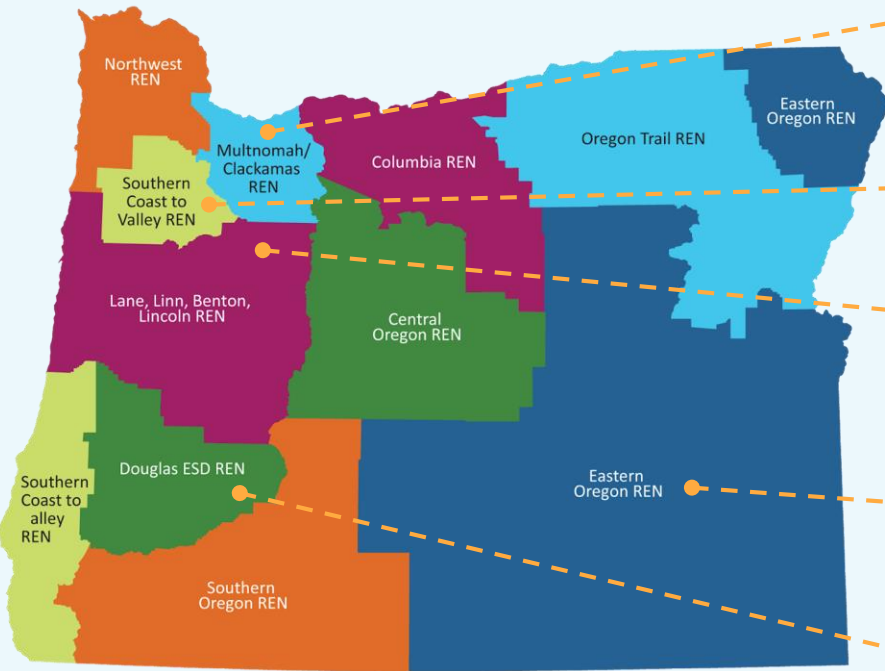 Northwest
REN
Multnomah/
Clackamas
REN
Columbia REN
Oregon Trail REN
Eastern
Oregon REN
Southern
Coast to
Valley REN
Lane, Linn, Benton,
Lincoln REN
Central
Oregon REN
Douglas ESD REN
Southern
Coast to
alley
REN
Eastern
Oregon REN
Southern
Oregon REN